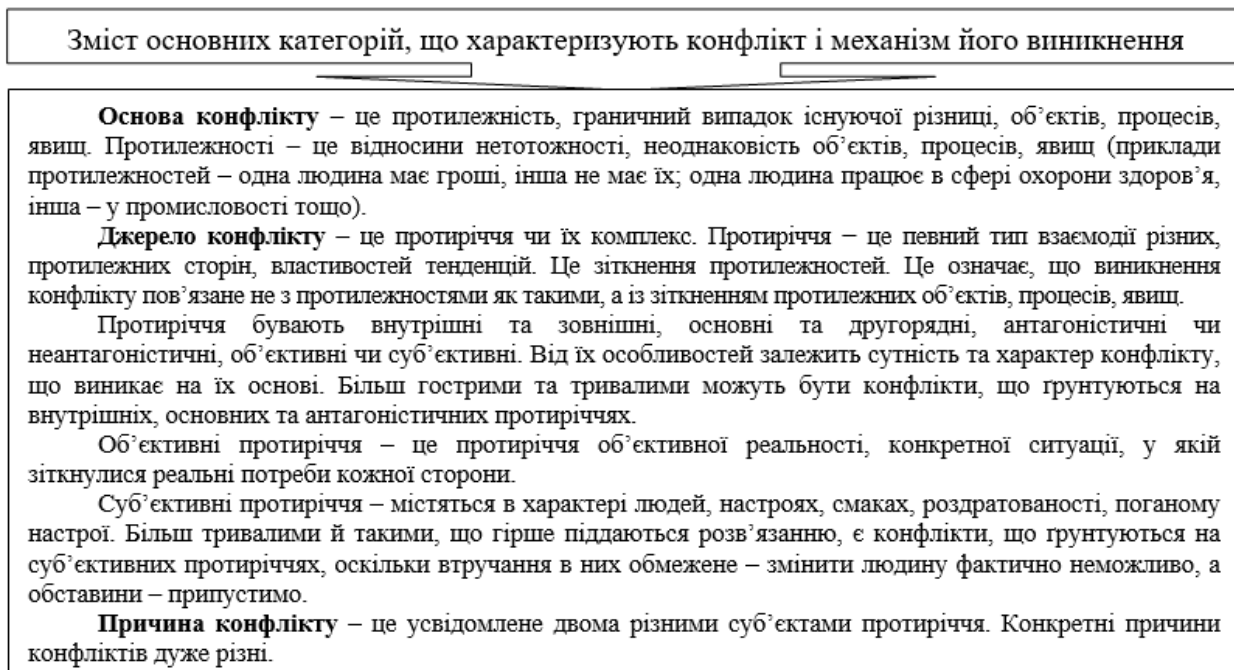 Зміст основних категорій, що характеризують конфлікт і механізм його виникнення
Основа конфлікту – це протилежність, граничний випадок існуючої різниці, об’єктів, процесів,
явищ. Протилежності – це відносини нетотожності, неоднаковість об’єктів, процесів, явищ (приклади
протилежностей – одна людина має гроші, інша не має їх; одна людина працює в сфері охорони здоров’я,
інша – у промисловості тощо).
Джерело конфлікту – це протиріччя чи їх комплекс. Протиріччя – це певний тип взаємодії різних,
протилежних сторін, властивостей тенденцій. Це зіткнення протилежностей. Це означає, що виникнення
конфлікту пов’язане не з протилежностями як такими, а із зіткненням протилежних об’єктів, процесів, явищ.
Протиріччя бувають внутрішні та зовнішні, основні та другорядні, антагоністичні чи
неантагоністичні, об’єктивні чи суб’єктивні. Від їх особливостей залежить сутність та характер конфлікту,
що виникає на їх основі. Більш гострими та тривалими можуть бути конфлікти, що ґрунтуються на
внутрішніх, основних та антагоністичних протиріччях.
Об’єктивні протиріччя – це протиріччя об’єктивної реальності, конкретної ситуації, у якій
зіткнулися реальні потреби кожної сторони.
Суб’єктивні протиріччя – містяться в характері людей, настроях, смаках, роздратованості, поганому
настрої. Більш тривалими й такими, що гірше піддаються розв’язанню, є конфлікти, що ґрунтуються на
суб’єктивних протиріччях, оскільки втручання в них обмежене – змінити людину фактично неможливо, а
обставини – припустимо.
Причина конфлікту – це усвідомлене двома різними суб’єктами протиріччя. Конкретні причини
конфліктів дуже різні.